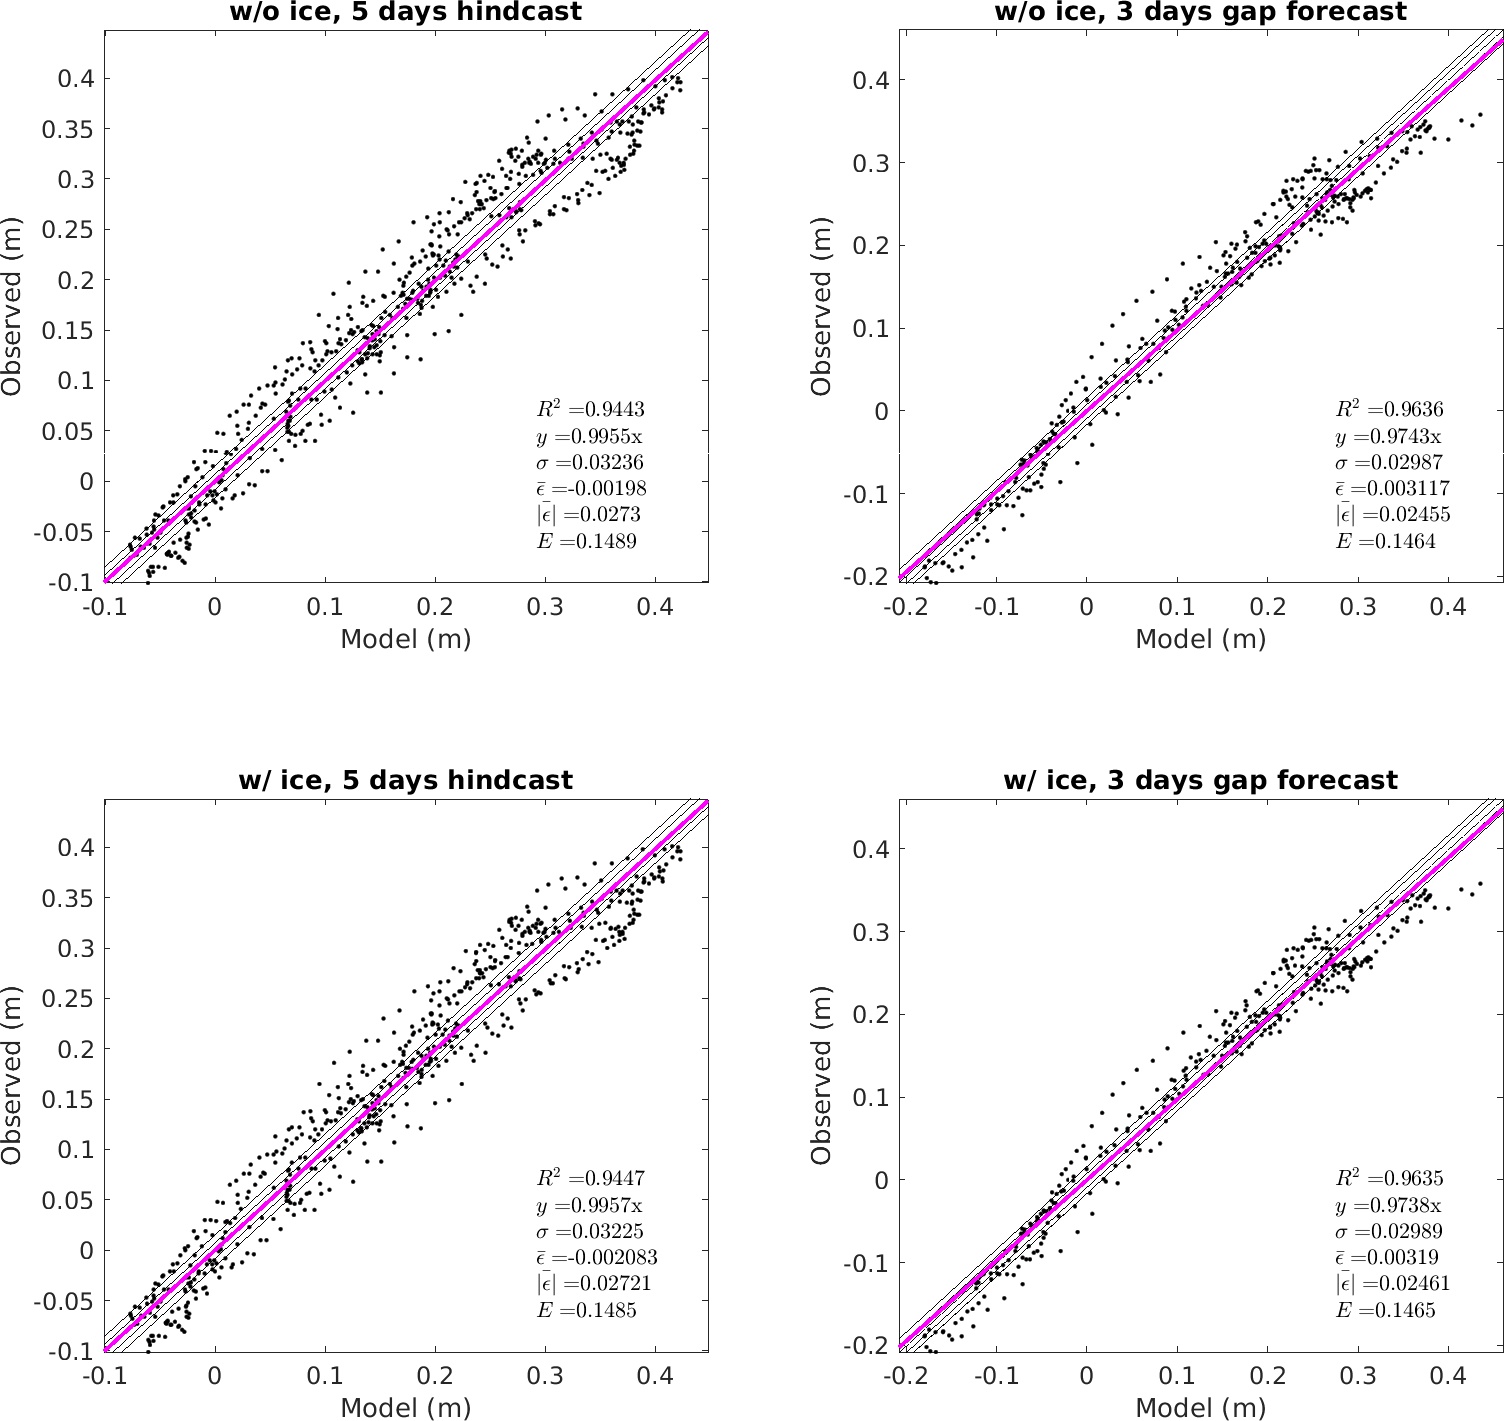 w/o ice, 5 days hindcast
0.4
0.35
0.3
0.25
0.2
0.15
0.1
0.05
0
-0.05
-0.1
Observed (m)
R² =0.9443
y =0.9955x
σ =0.03236
ϵ̄ =-0.00198
|ϵ̄| =0.0273
E =0.1489
-0.1 0 0.1 0.2 0.3 0.4
Model (m)
w/o ice, 3 days gap forecast
0.4
0.3
0.2
0.1
0
-0.1
-0.2
Observed (m)
R² =0.9636
y =0.9743x
σ =0.02987
ϵ̄ =0.003117
|ϵ̄| =0.02455
E =0.1464
-0.2 -0.1 0 0.1 0.2 0.3 0.4
Model (m)
w/ ice, 5 days hindcast
0.4
0.35
0.3
0.25
0.2
0.15
0.1
0.05
0
-0.05
-0.1
Observed (m)
R² =0.9447
y =0.9957x
σ =0.03225
ϵ̄ =-0.002083
|ϵ̄| =0.02721
E =0.1485
-0.1 0 0.1 0.2 0.3 0.4
Model (m)
w/ ice, 3 days gap forecast
0.4
0.3
0.2
0.1
0
-0.1
-0.2
Observed (m)
R² =0.9635
y =0.9738x
σ =0.02989
ϵ̄ =0.00319
|ϵ̄| =0.02461
E =0.1465
-0.2 -0.1 0 0.1 0.2 0.3 0.4
Model (m)